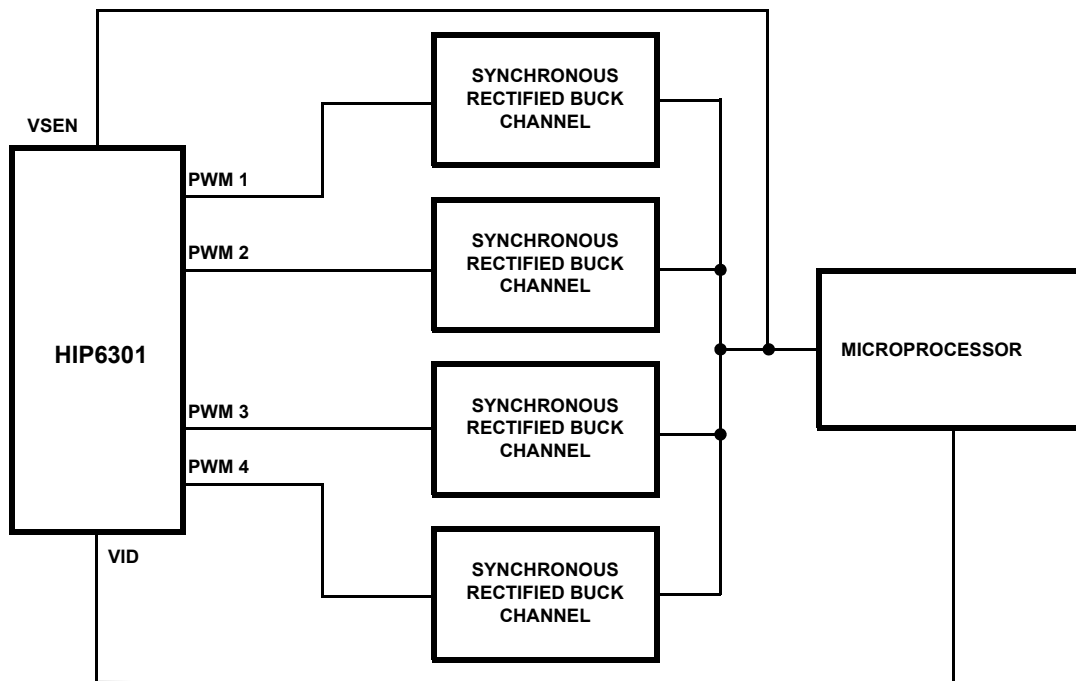 SYNCHRONOUS
RECTIFIED BUCK
CHANNEL
VSEN
PWM 1
SYNCHRONOUS
RECTIFIED BUCK
CHANNEL
PWM 2
HIP6301
MICROPROCESSOR
SYNCHRONOUS
RECTIFIED BUCK
CHANNEL
PWM 3
PWM 4
VID
SYNCHRONOUS
RECTIFIED BUCK
CHANNEL